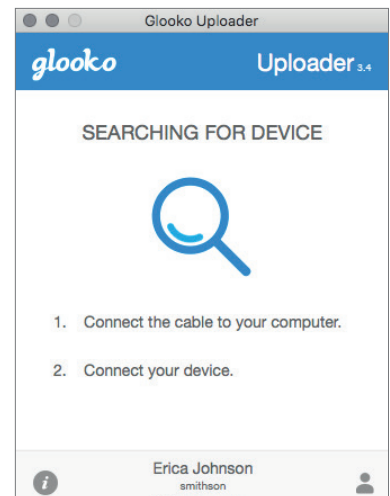 Glooko Uploader
glooko Uploader 3.4
SEARCHING FOR DEVICE
1. Connect the cable to your computer.
2. Connect your device.
Erica Johnson
smithson
i